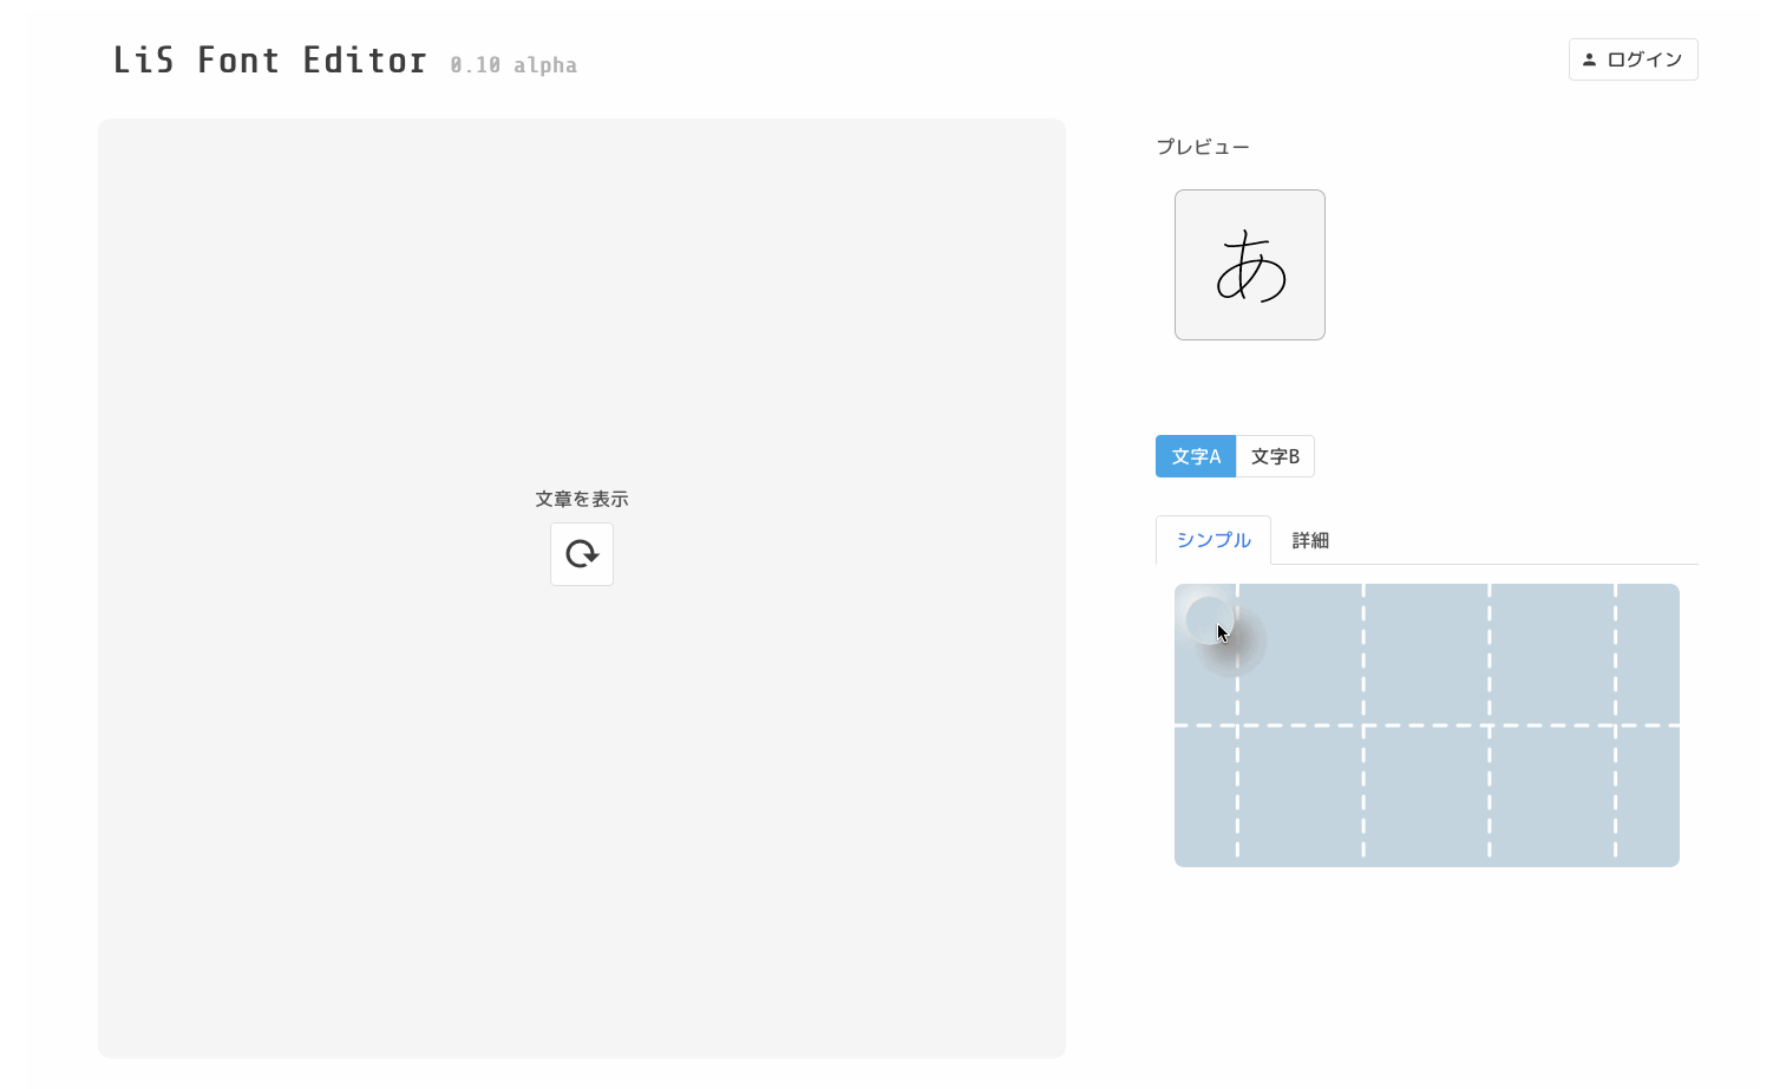 LiS Font Editor 0.10 alpha
ログイン
文章を表示
プレビュー
あ
文字A 文字B
シンプル 詳細